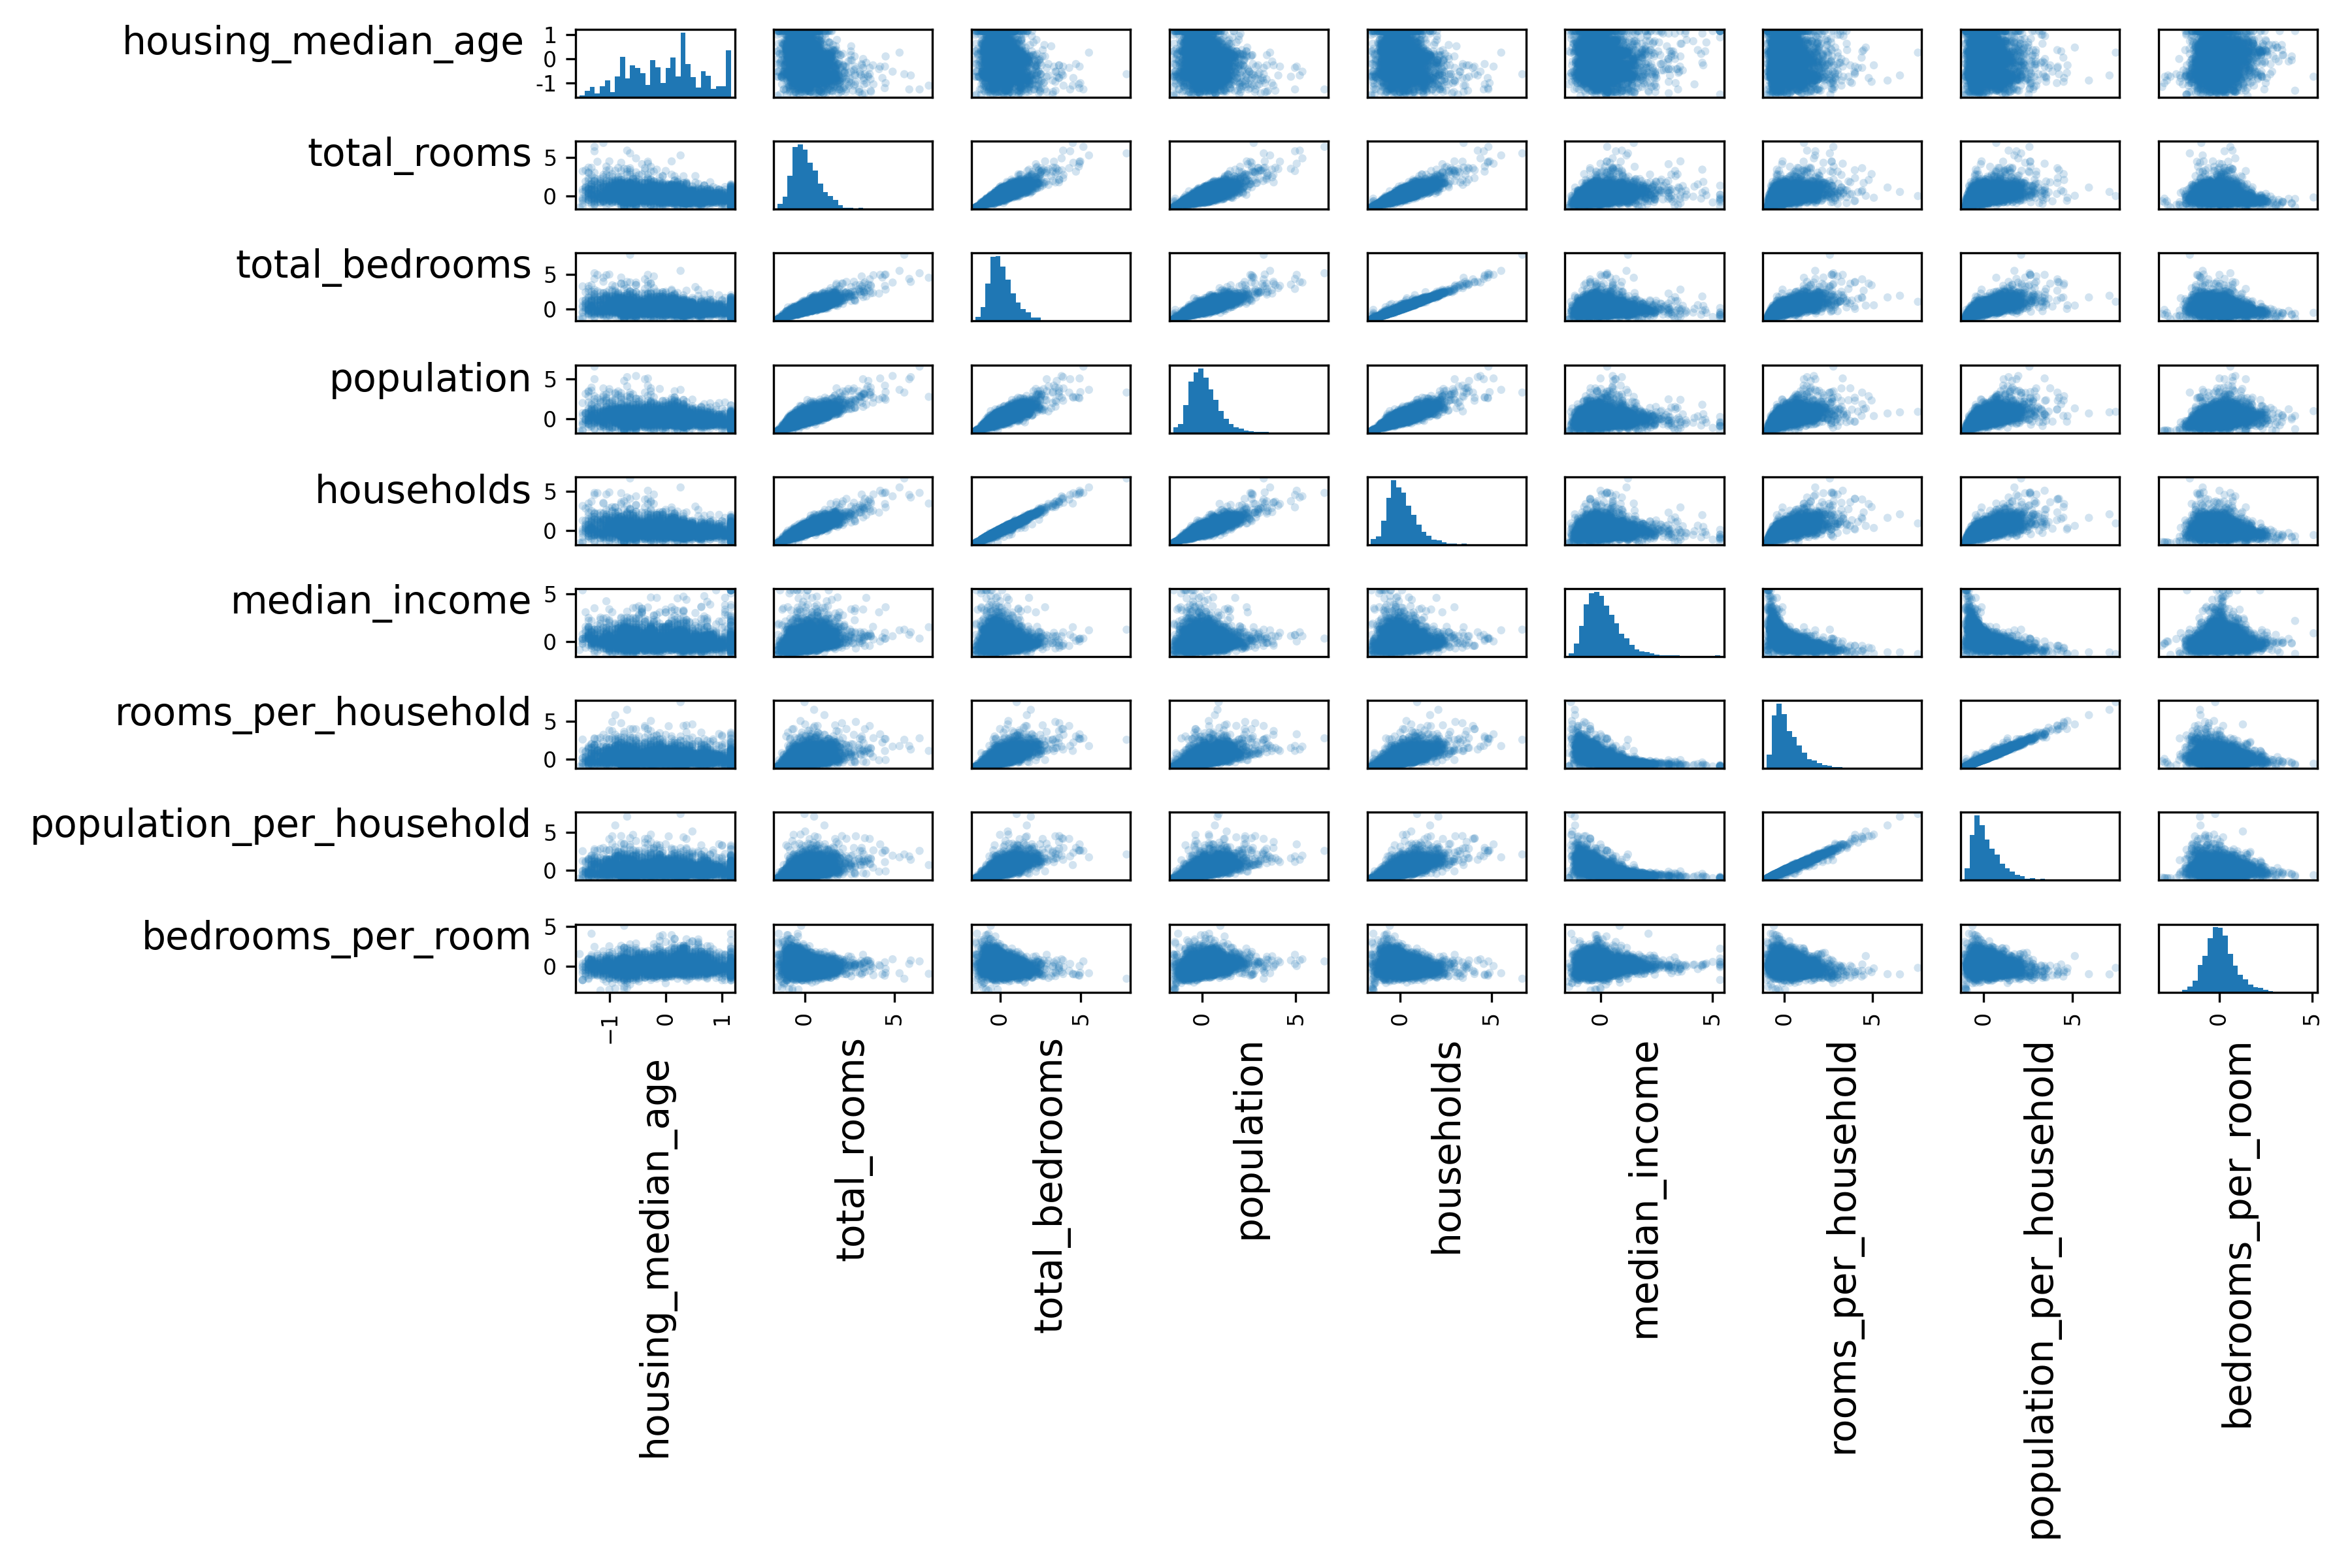 housing_median_age
1
0
-1
total_rooms
5
0
total_bedrooms
5
0
population
5
0
households
5
0
median_income
5
0
rooms_per_household
5
0
population_per_household
5
0
bedrooms_per_room
5
0
−1 0 1 0 5 0 5 0 5 0 5 0 5 0 5 0 5 0 5
housing_median_age
total_rooms
total_bedrooms
population
households
median_income
rooms_per_household
population_per_household
bedrooms_per_room